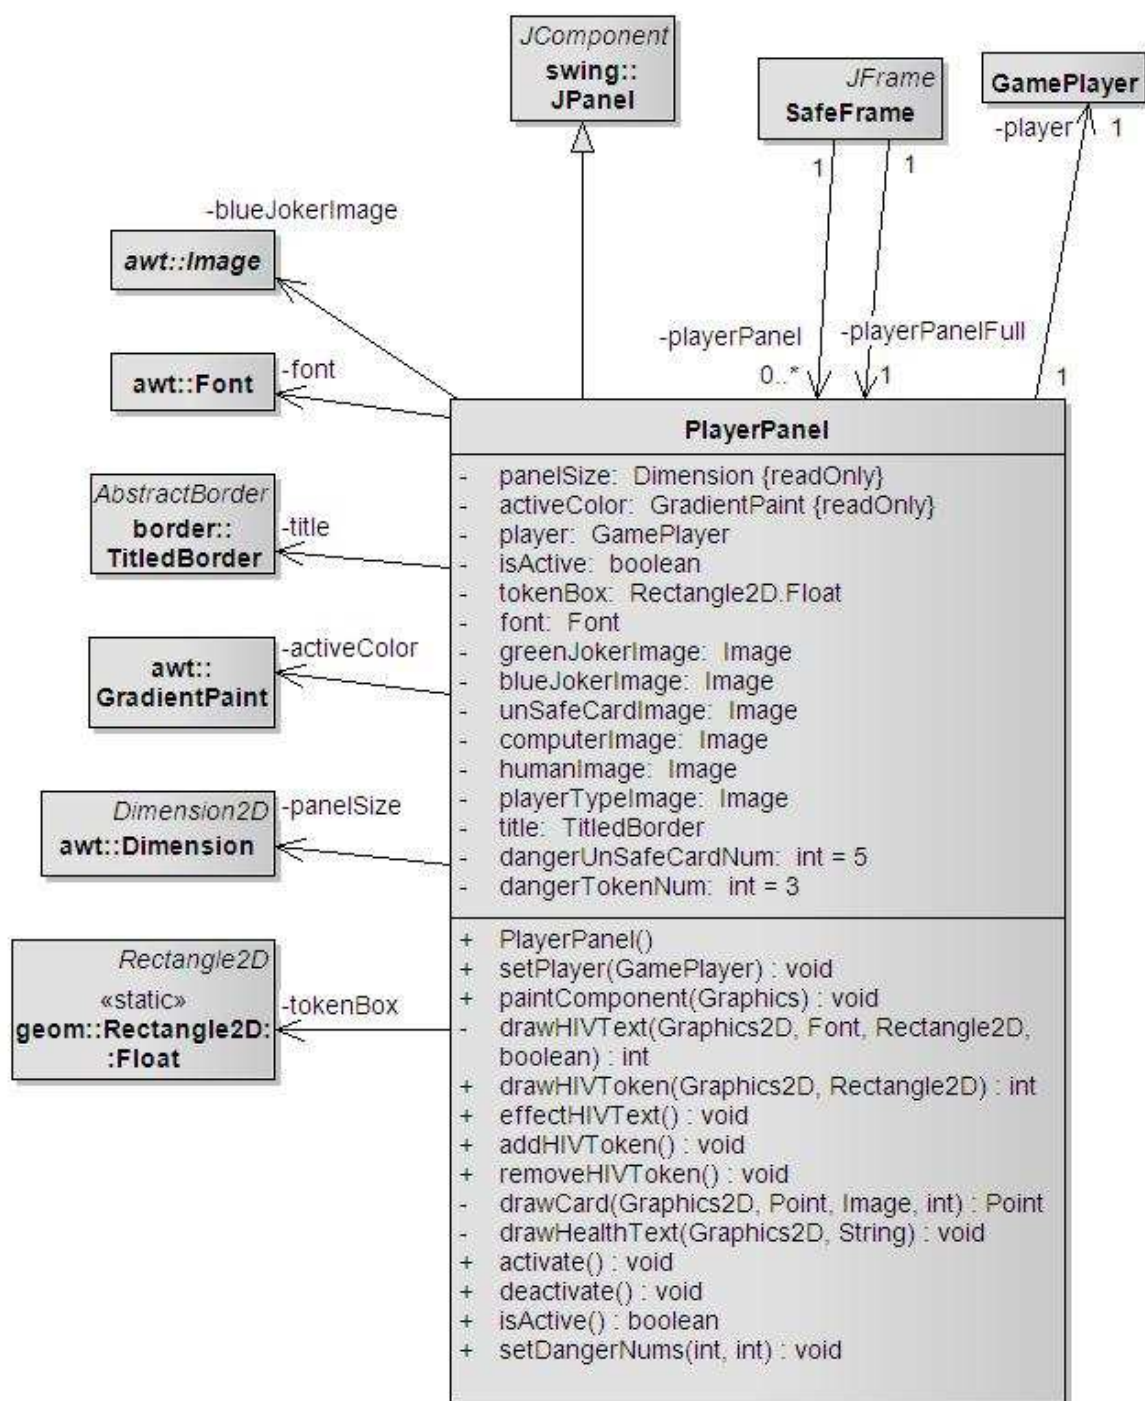 JComponent
swing::
JPanel
JFrame
SafeFrame
GamePlayer
-player 1
1 1
-blueJokerImage
awt::Image
-playerPanel
-playerPanelFull
0..*
1
1
awt::Font
-font
AbstractBorder
border::
TitledBorder
-title
awt::
GradientPaint
-activeColor
Dimension2D
awt::Dimension
-panelSize
Rectangle2D
«static»
geom::Rectangle2D:
:Float
-tokenBox
PlayerPanel
- panelSize: Dimension {readOnly}
- activeColor: GradientPaint {readOnly}
- player: GamePlayer
- isActive: boolean
- tokenBox: Rectangle2D.Float
- font: Font
- greenJokerImage: Image
- blueJokerImage: Image
- unSafeCardImage: Image
- computerImage: Image
- humanImage: Image
- playerTypeImage: Image
- title: TitledBorder
- dangerUnSafeCardNum: int = 5
- dangerTokenNum: int = 3
+ PlayerPanel()
+ setPlayer(GamePlayer) : void
+ paintComponent(Graphics) : void
- drawHIVText(Graphics2D, Font, Rectangle2D,
boolean) : int
+ drawHIVToken(Graphics2D, Rectangle2D) : int
+ effectHIVText() : void
+ addHIVToken() : void
+ removeHIVToken() : void
- drawCard(Graphics2D, Point, Image, int) : Point
- drawHealthText(Graphics2D, String) : void
+ activate() : void
+ deactivate() : void
+ isActive() : boolean
+ setDangerNums(int, int) : void